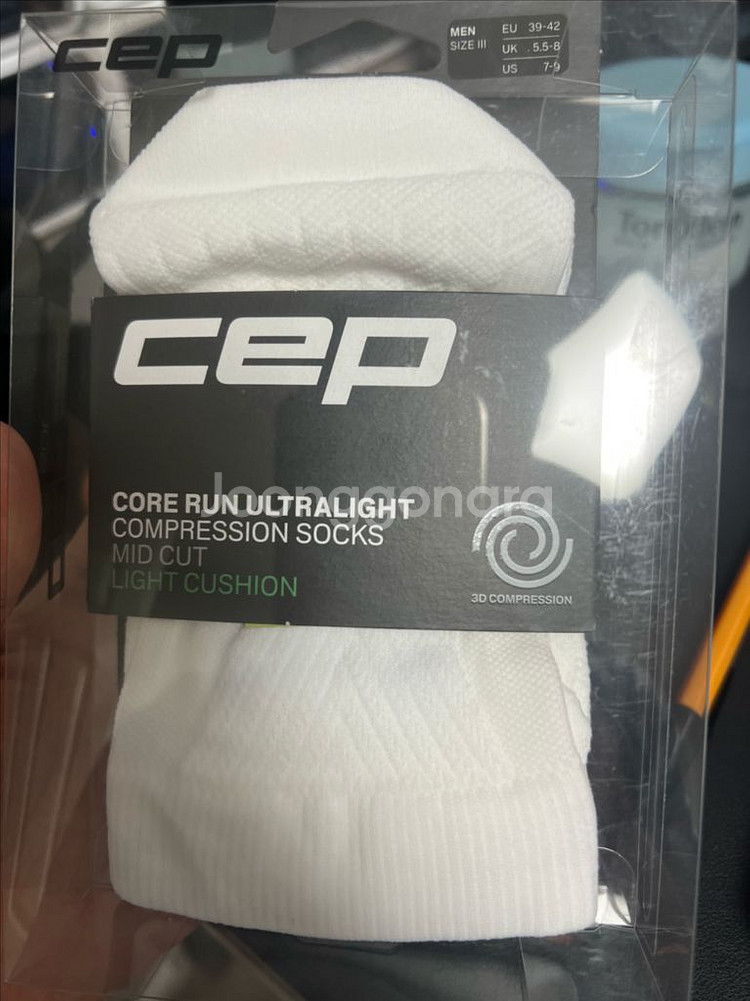 cep
MEN
SIZE III
EU 39-42
UK 5.5-8
US 7-9
cep
Joonggonara
CORE RUN ULTRALIGHT
COMPRESSION SOCKS
MID CUT
LIGHT CUSHION
3D COMPRESSION